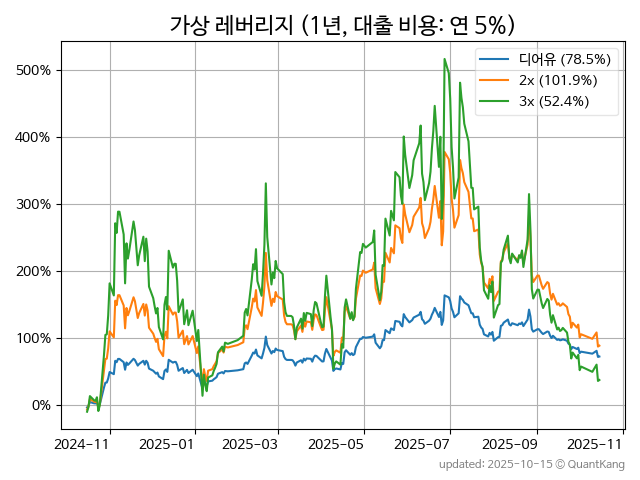 가상 레버리지 (1년, 대출 비용: 연 5%)
디어유 (78.5%)
2x (101.9%)
3x (52.4%)
500%
400%
300%
200%
100%
0%
2024-11 2025-01 2025-03 2025-05 2025-07 2025-09 2025-11
updated: 2025-10-15 © QuantKang